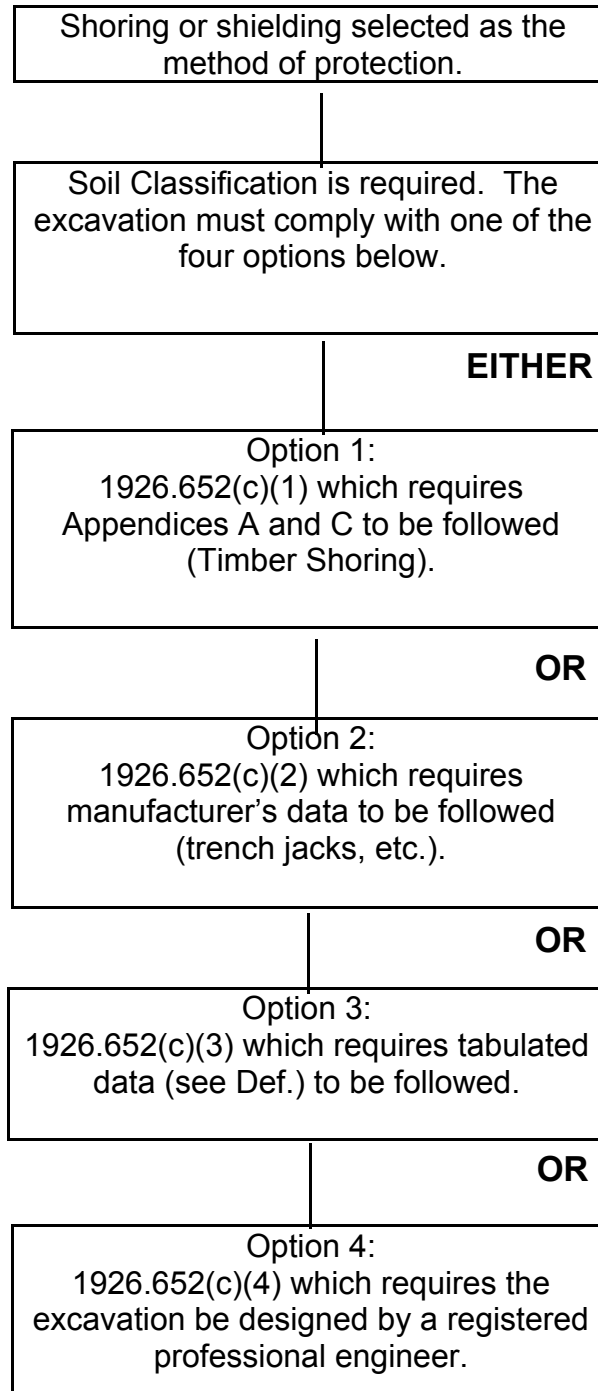 Shoring or shielding selected as the
method of protection.
Soil Classification is required.  The
excavation must comply with one of the
four options below.
EITHER
Option 1:
1926.652(c)(1) which requires
Appendices A and C to be followed
(Timber Shoring).
OR
Option 2:
1926.652(c)(2) which requires
manufacturer’s data to be followed
(trench jacks, etc.).
OR
Option 3:
1926.652(c)(3) which requires tabulated
data (see Def.) to be followed.
OR
Option 4:
1926.652(c)(4) which requires the
excavation be designed by a registered
professional engineer.